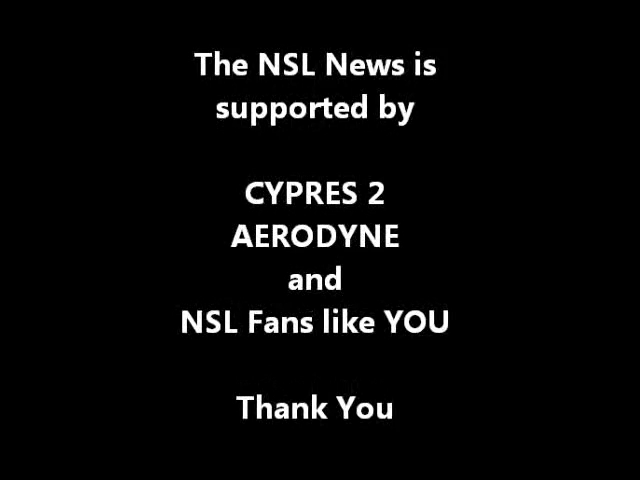 The NSL News is
supported by
CYPRES 2
AERODYNE
and
NSL Fans like YOU
Thank You